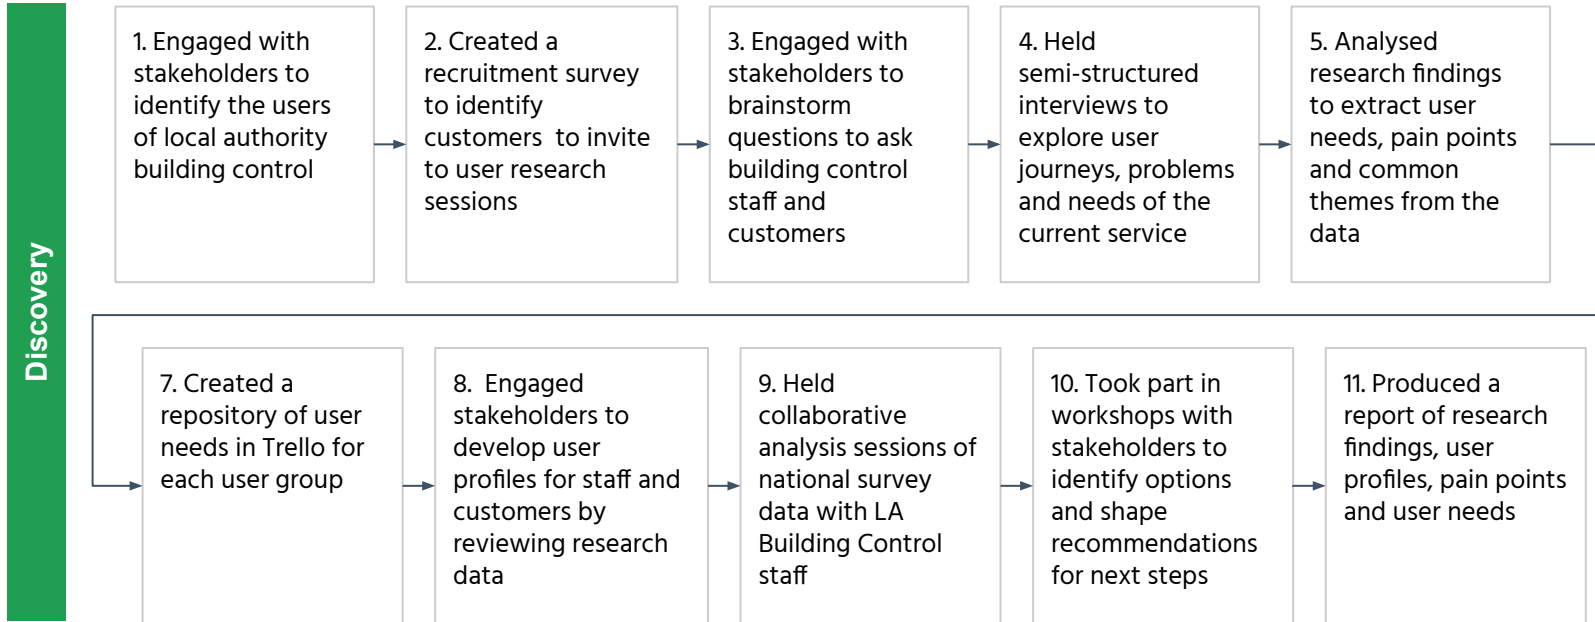 Discovery
1. Engaged with
stakeholders to
identify the users
of local authority
building control
2. Created a
recruitment survey
to identify
customers  to invite
to user research
sessions
3. Engaged with
stakeholders to
brainstorm
questions to ask
building control
staff and
customers
4. Held
semi-structured
interviews to
explore user
journeys, problems
and needs of the
current service
5. Analysed
research findings
to extract user
needs, pain points
and common
themes from the
data
7. Created a
repository of user
needs in Trello for
each user group
8.  Engaged
stakeholders to
develop user
profiles for staff and
customers by
reviewing research
data
9. Held
collaborative
analysis sessions of
national survey
data with LA
Building Control
staff
10. Took part in
workshops with
stakeholders to
identify options
and shape
recommendations
for next steps
11. Produced a
report of research
findings, user
profiles, pain points
and user needs